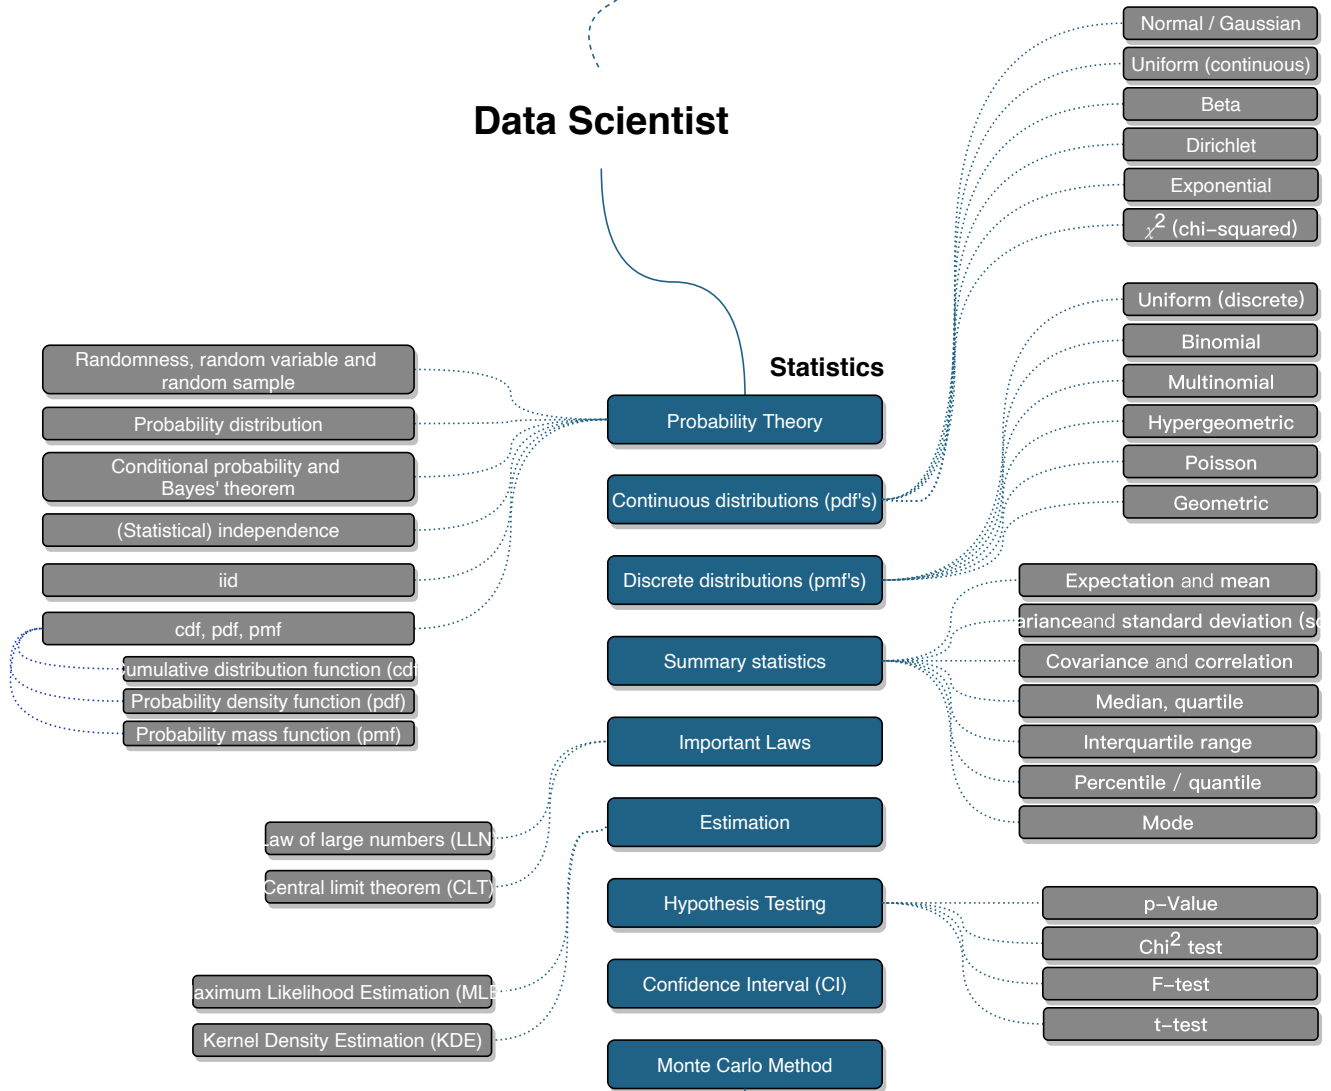 Data Scientist
Statistics
Probability Theory
Continuous distributions (pdf's)
Discrete distributions (pmf's)
Summary statistics
Important Laws
Estimation
Hypothesis Testing
Confidence Interval (CI)
Monte Carlo Method
Randomness, random variable and
random sample
Probability distribution
Conditional probability and
Bayes' theorem
(Statistical) independence
iid
cdf, pdf, pmf
umulative distribution function (cdf
Probability density function (pdf)
Probability mass function (pmf)
Law of large numbers (LLN
Central limit theorem (CLT)
aximum Likelihood Estimation (MLE
Kernel Density Estimation (KDE)
Normal / Gaussian
Uniform (continuous)
Beta
Dirichlet
Exponential
χ² (chi-squared)
Uniform (discrete)
Binomial
Multinomial
Hypergeometric
Poisson
Geometric
Expectation and mean
arianceand standard deviation (s
Covariance and correlation
Median, quartile
Interquartile range
Percentile / quantile
Mode
p-Value
Chi² test
F-test
t-test